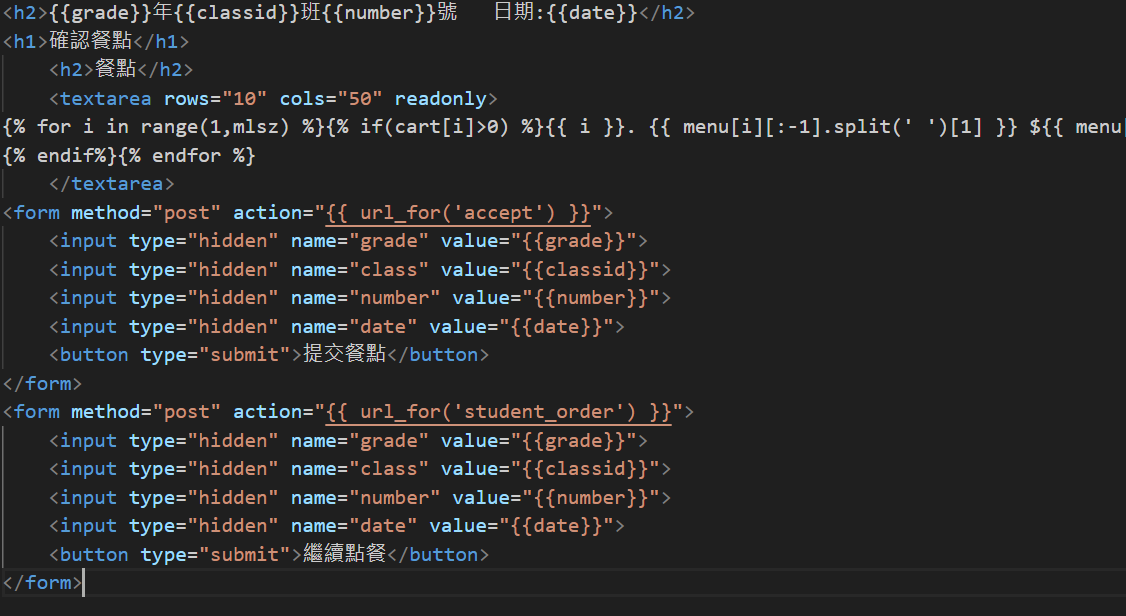 <h2>{{grade}}年{{classid}}班{{number}}號   日期:{{date}}</h2>
<h1>確認餐點</h1>
    <h2>餐點</h2>
    <textarea rows="10" cols="50" readonly>
{% for i in range(1,mlsz) %}{% if(cart[i]>0) %}{{ i }}. {{ menu[i][:-1].split(' ')[1] }} ${{ menu[
{% endif%}{% endfor %}
    </textarea>
<form method="post" action="{{ url_for('accept') }}">
    <input type="hidden" name="grade" value="{{grade}}">
    <input type="hidden" name="class" value="{{classid}}">
    <input type="hidden" name="number" value="{{number}}">
    <input type="hidden" name="date" value="{{date}}">
    <button type="submit">提交餐點</button>
</form>
<form method="post" action="{{ url_for('student_order') }}">
    <input type="hidden" name="grade" value="{{grade}}">
    <input type="hidden" name="class" value="{{classid}}">
    <input type="hidden" name="number" value="{{number}}">
    <input type="hidden" name="date" value="{{date}}">
    <button type="submit">繼續點餐</button>
</form>